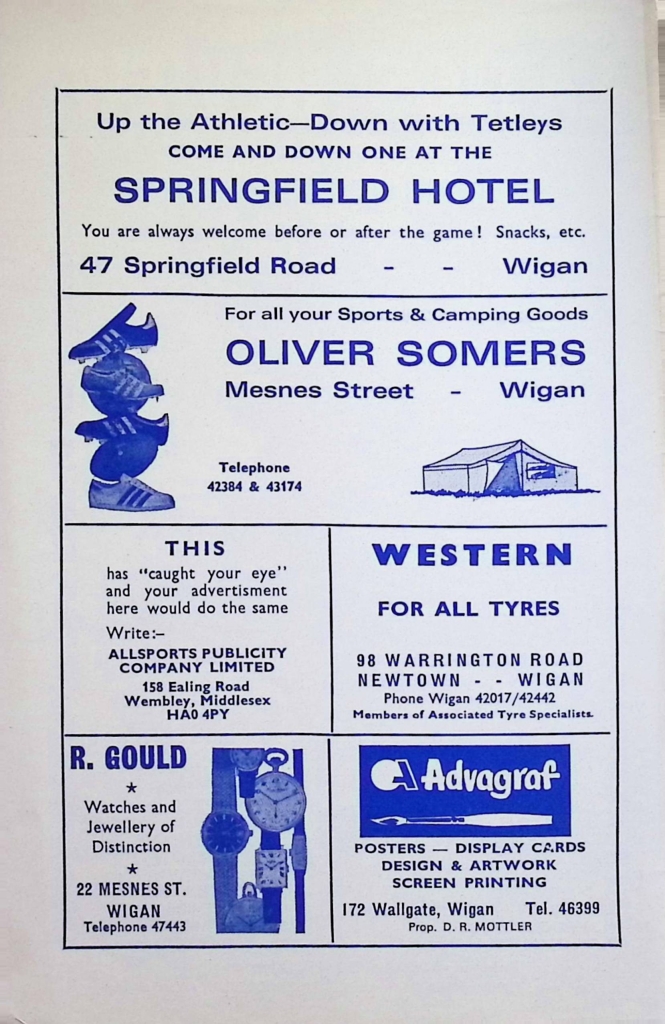 Up the Athletic—Down with Tetleys
COME AND DOWN ONE AT THE
SPRINGFIELD HOTEL
You are always welcome before or after the game! Snacks, etc.
47 Springfield Road - - Wigan
For all your Sports & Camping Goods
OLIVER SOMERS
Mesnes Street - Wigan
Telephone
42384 & 43174
THIS
has "caught your eye"
and your advertisment
here would do the same
Write:–
ALLSPORTS PUBLICITY
COMPANY LIMITED
158 Ealing Road
Wembley, Middlesex
HA0 4PY
WESTERN
FOR ALL TYRES
98 WARRINGTON ROAD
NEWTOWN - - WIGAN
Phone Wigan 42017/42442
Members of Associated Tyre Specialists.
R. GOULD
★
Watches and
Jewellery of
Distinction
★
22 MESNES ST.
WIGAN
Telephone 47443
Advagraf
POSTERS — DISPLAY CARDS
DESIGN & ARTWORK
SCREEN PRINTING
172 Wallgate, Wigan Tel. 46399
Prop. D. R. MOTTLER